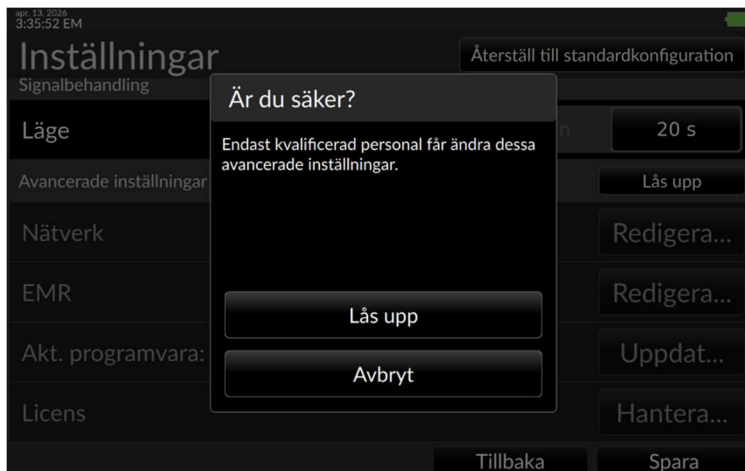 apr. 13, 2026
3:35:52 EM
Inställningar
Återställ till standardkonfiguration
Signalbehandling
Är du säker?
Läge
20 s
Endast kvalificerad personal får ändra dessa
avancerade inställningar.
Avancerade inställningar
Lås upp
Nätverk
Redigera...
EMR
Redigera...
Lås upp
Akt. programvara:
Uppdat...
Avbryt
Licens
Hantera...
Tillbaka
Spara